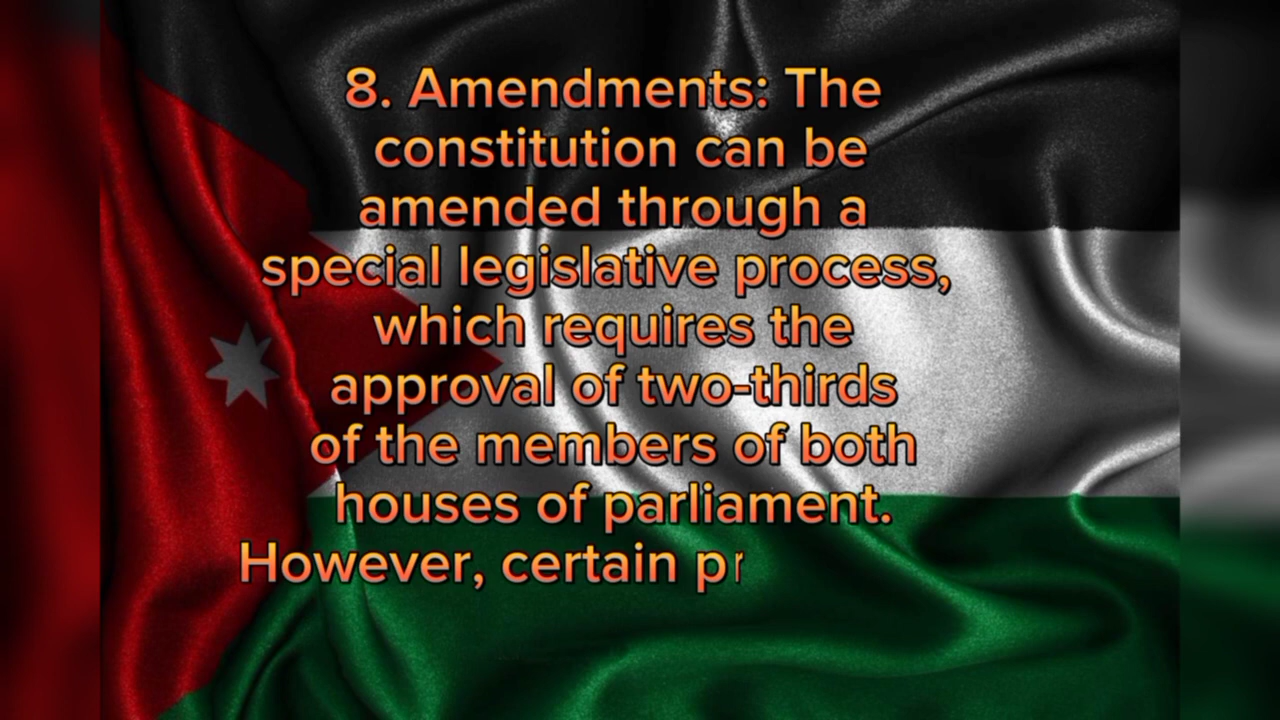 8. Amendments: The
constitution can be
amended through a
special legislative process,
which requires the
approval of two-thirds
of the members of both
houses of parliament.
However, certain pr